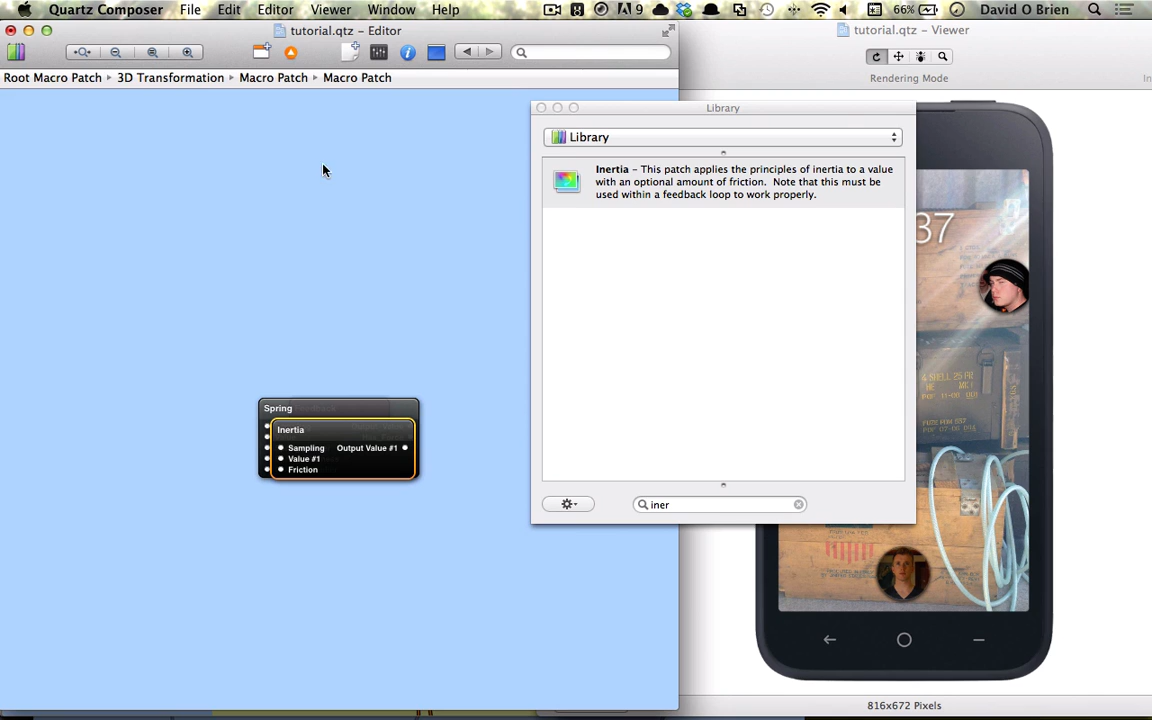 Quartz Composer File Edit Editor Viewer Window Help 9 66% David O Brien
tutorial.qtz – Editor
tutorial.qtz – Viewer
Rendering Mode
In
Root Macro Patch 3D Transformation Macro Patch Macro Patch
Library
Library
Inertia – This patch applies the principles of inertia to a value
with an optional amount of friction. Note that this must be
used within a feedback loop to work properly.
37
Spring
Inertia
Sampling Output Value #1
Value #1
Friction
iner
816x672 Pixels